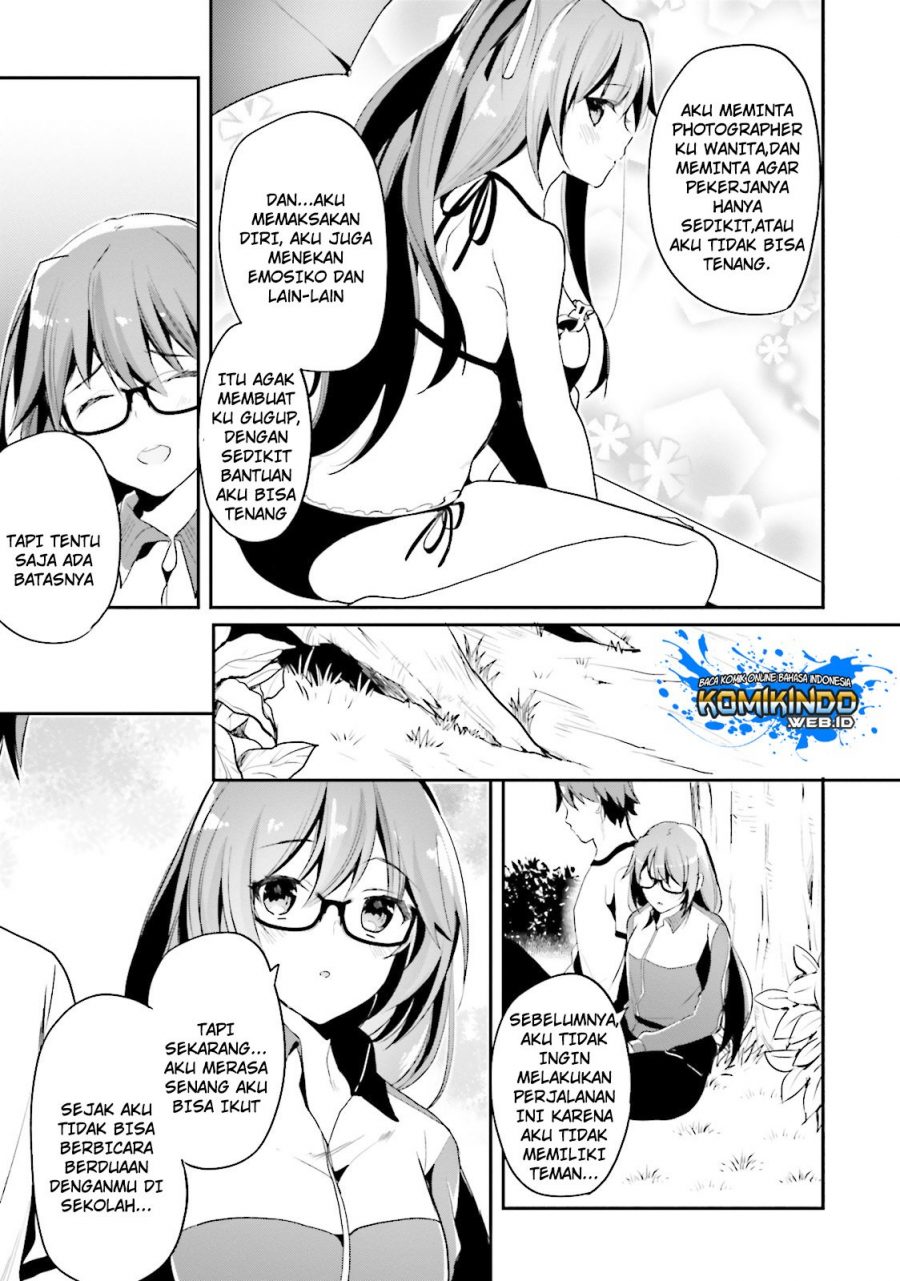 AKU MEMINTA
PHOTOGRAPHER
KU WANITA,DAN
MEMINTA AGAR
PEKERJANYA
HANYA
SEDIKIT,ATAU
AKU TIDAK BISA
TENANG.
DAN...AKU
MEMAKSAKAN
DIRI, AKU JUGA
MENEKAN
EMOSIKO DAN
LAIN-LAIN
ITU AGAK
MEMBUAT
KU GUGUP,
DENGAN
SEDIKIT
BANTUAN
AKU BISA
TENANG
TAPI TENTU
SAJA ADA
BATASNYA
BACA KOMIK ONLINE BAHASA INDONESIA
KOMIKINDO
WEB.ID
SEBELUMNYA,
AKU TIDAK
INGIN
MELAKUKAN
PERJALANAN
INI KARENA
AKU TIDAK
MEMILIKI
TEMAN...
TAPI
SEKARANG...
AKU MERASA
SENANG AKU
BISA IKUT
SEJAK AKU
TIDAK BISA
BERBICARA
BERDUAAN
DENGANMU DI
SEKOLAH...